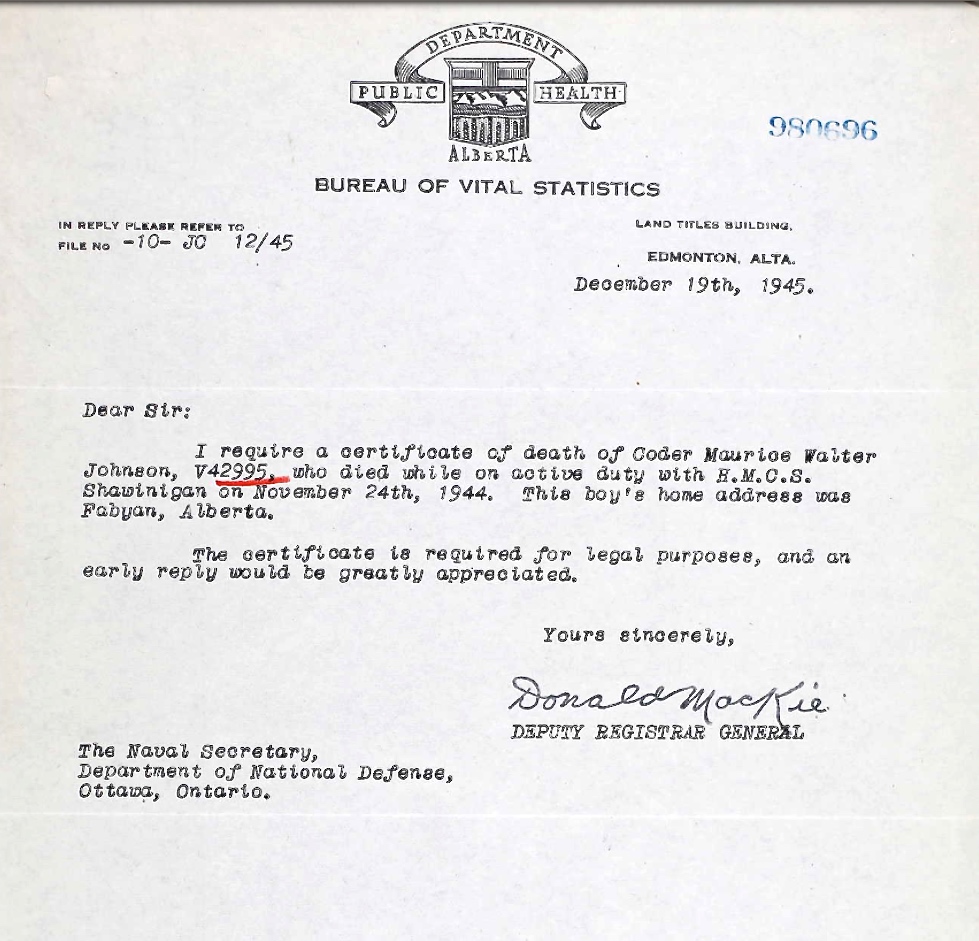 DEPARTMENT
PUBLIC HEALTH
ALBERTA
980696
BUREAU OF VITAL STATISTICS
IN REPLY PLEASE REFER TO
FILE NO -10- JO 12/45
LAND TITLES BUILDING,
EDMONTON, ALTA.
December 19th, 1945.
Dear Sir:
I require a certificate of death of Coder Maurice Walter
Johnson, V42995, who died while on active duty with H.M.C.S.
Shawinigan on November 24th, 1944. This boy's home address was
Fabyan, Alberta.
The certificate is required for legal purposes, and an
early reply would be greatly appreciated.
Yours sincerely,
Donald MacKie
DEPUTY REGISTRAR GENERAL
The Naval Secretary,
Department of National Defense,
Ottawa, Ontario.